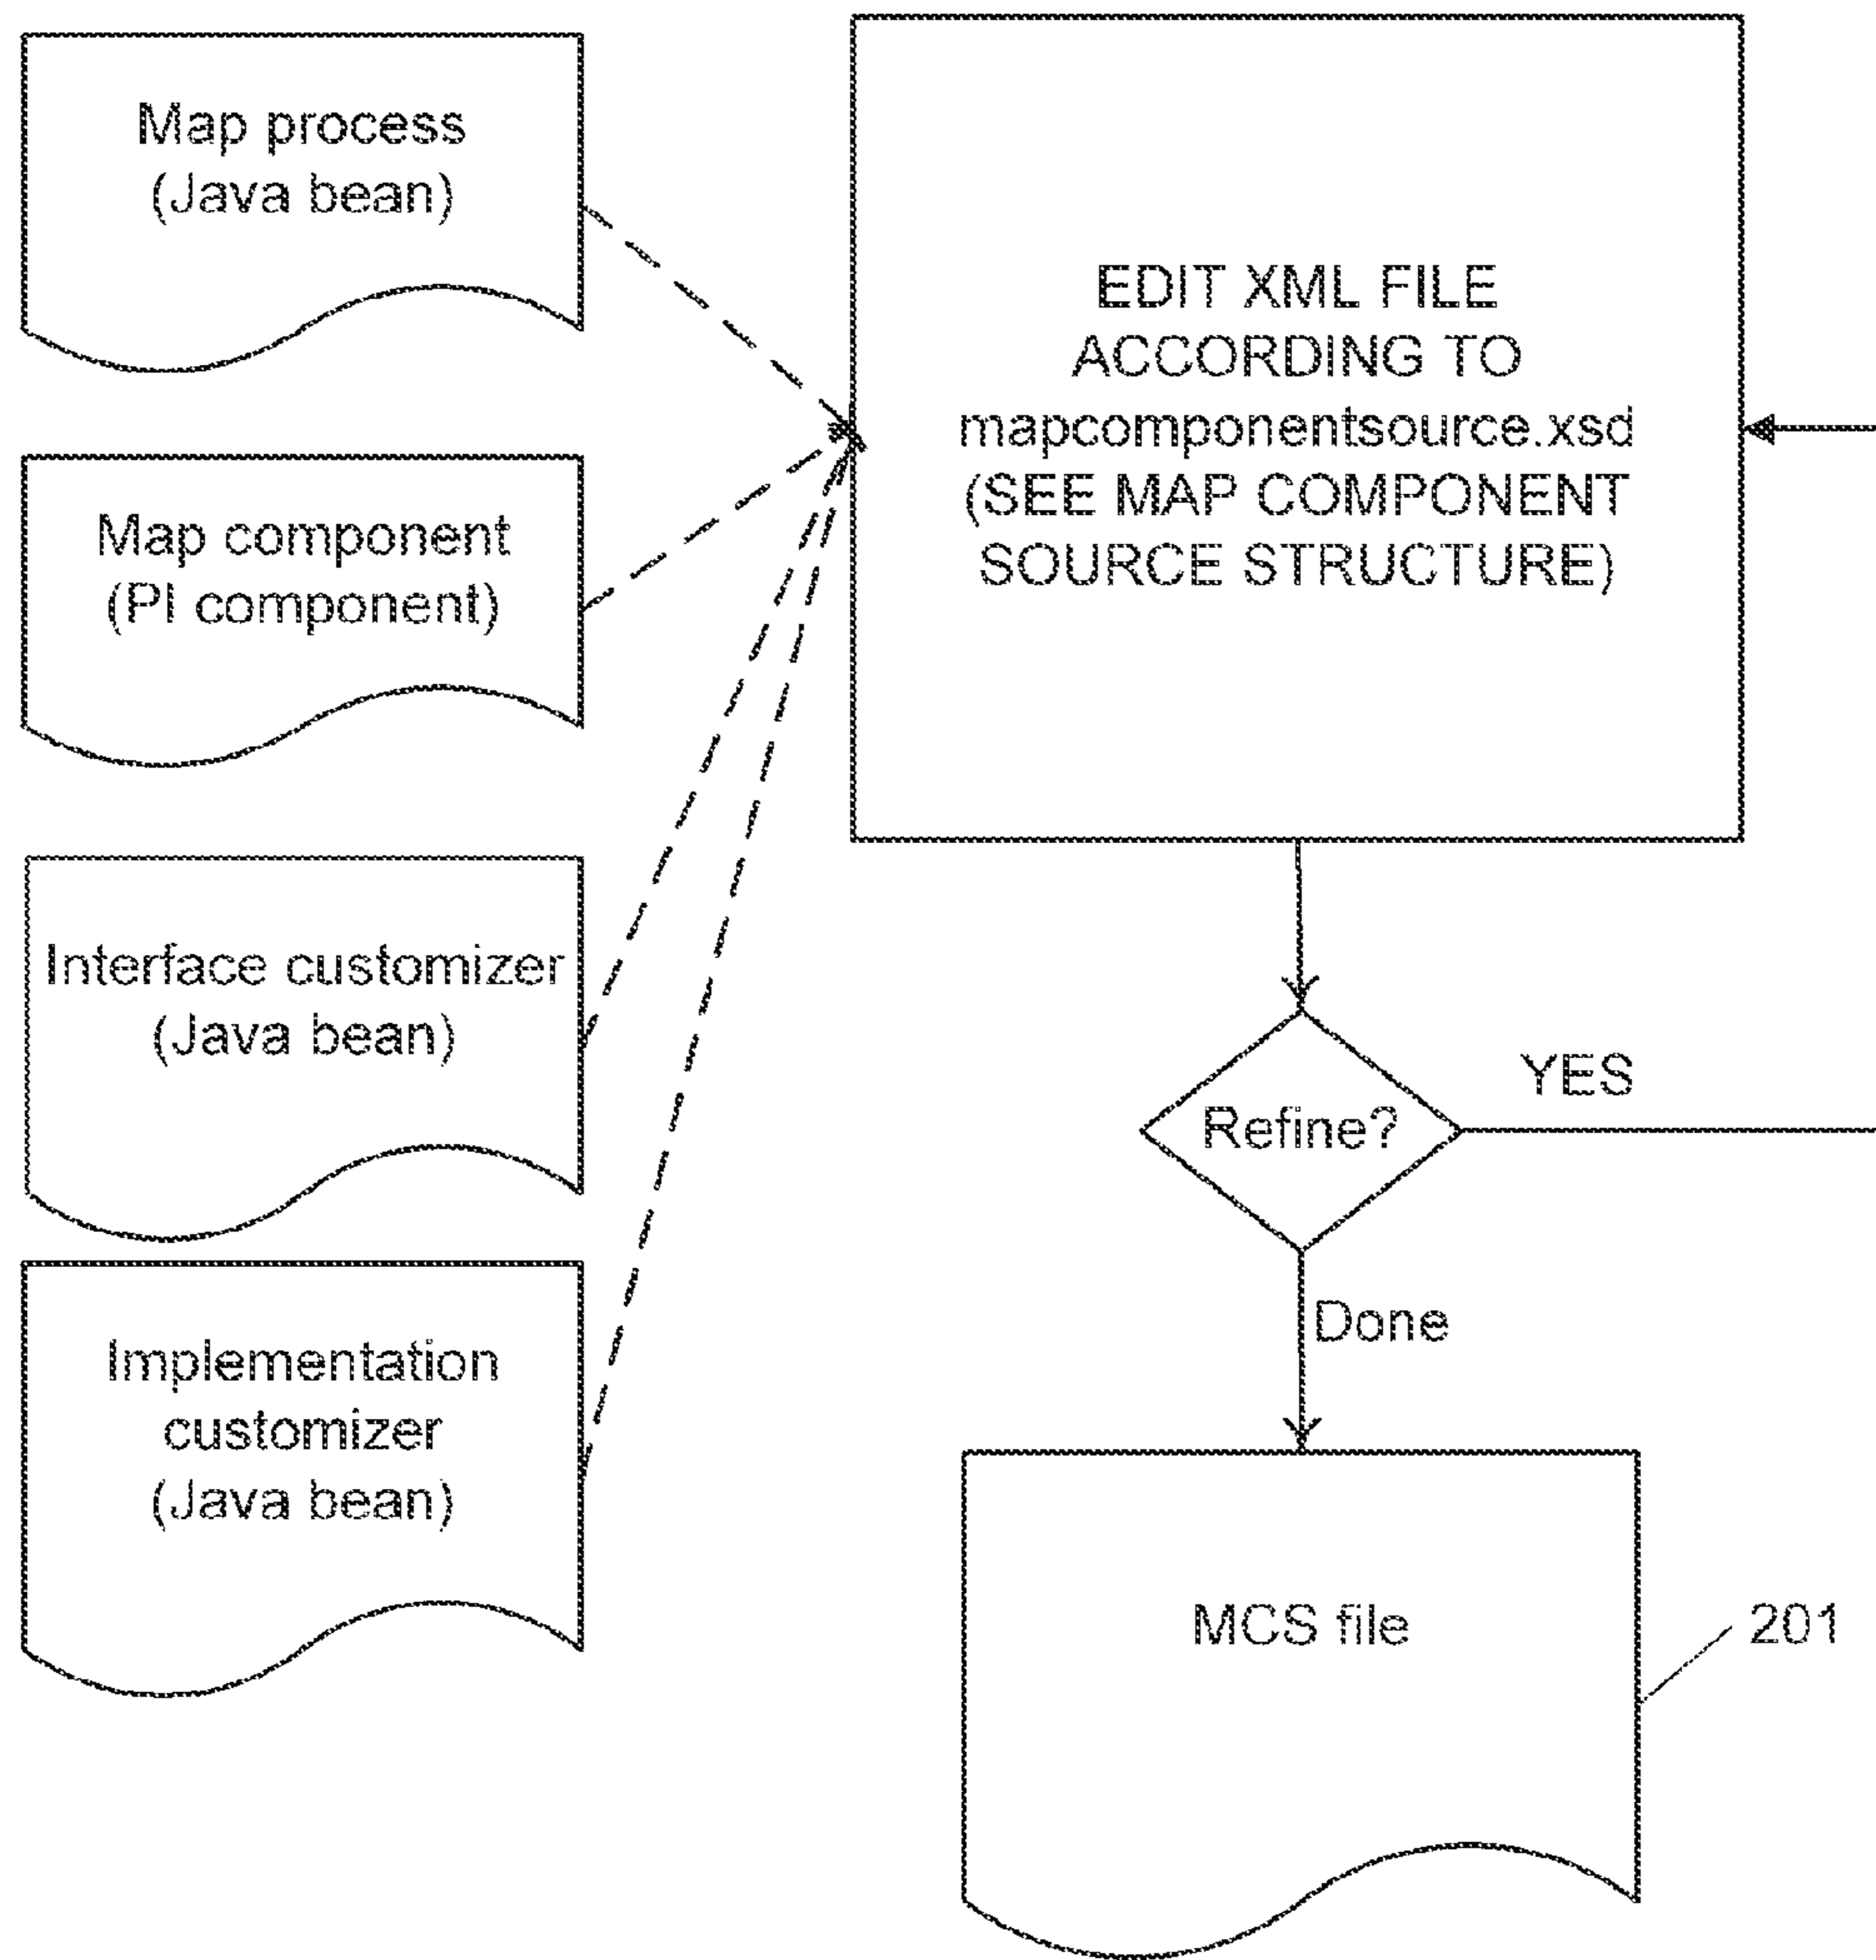 Map process
(Java bean)
Map component
(PI component)
Interface customizer
(Java bean)
Implementation
customizer
(Java bean)
EDIT XML FILE
ACCORDING TO
mapcomponentsource.xsd
(SEE MAP COMPONENT
SOURCE STRUCTURE)
Refine?
YES
Done
MCS file
201